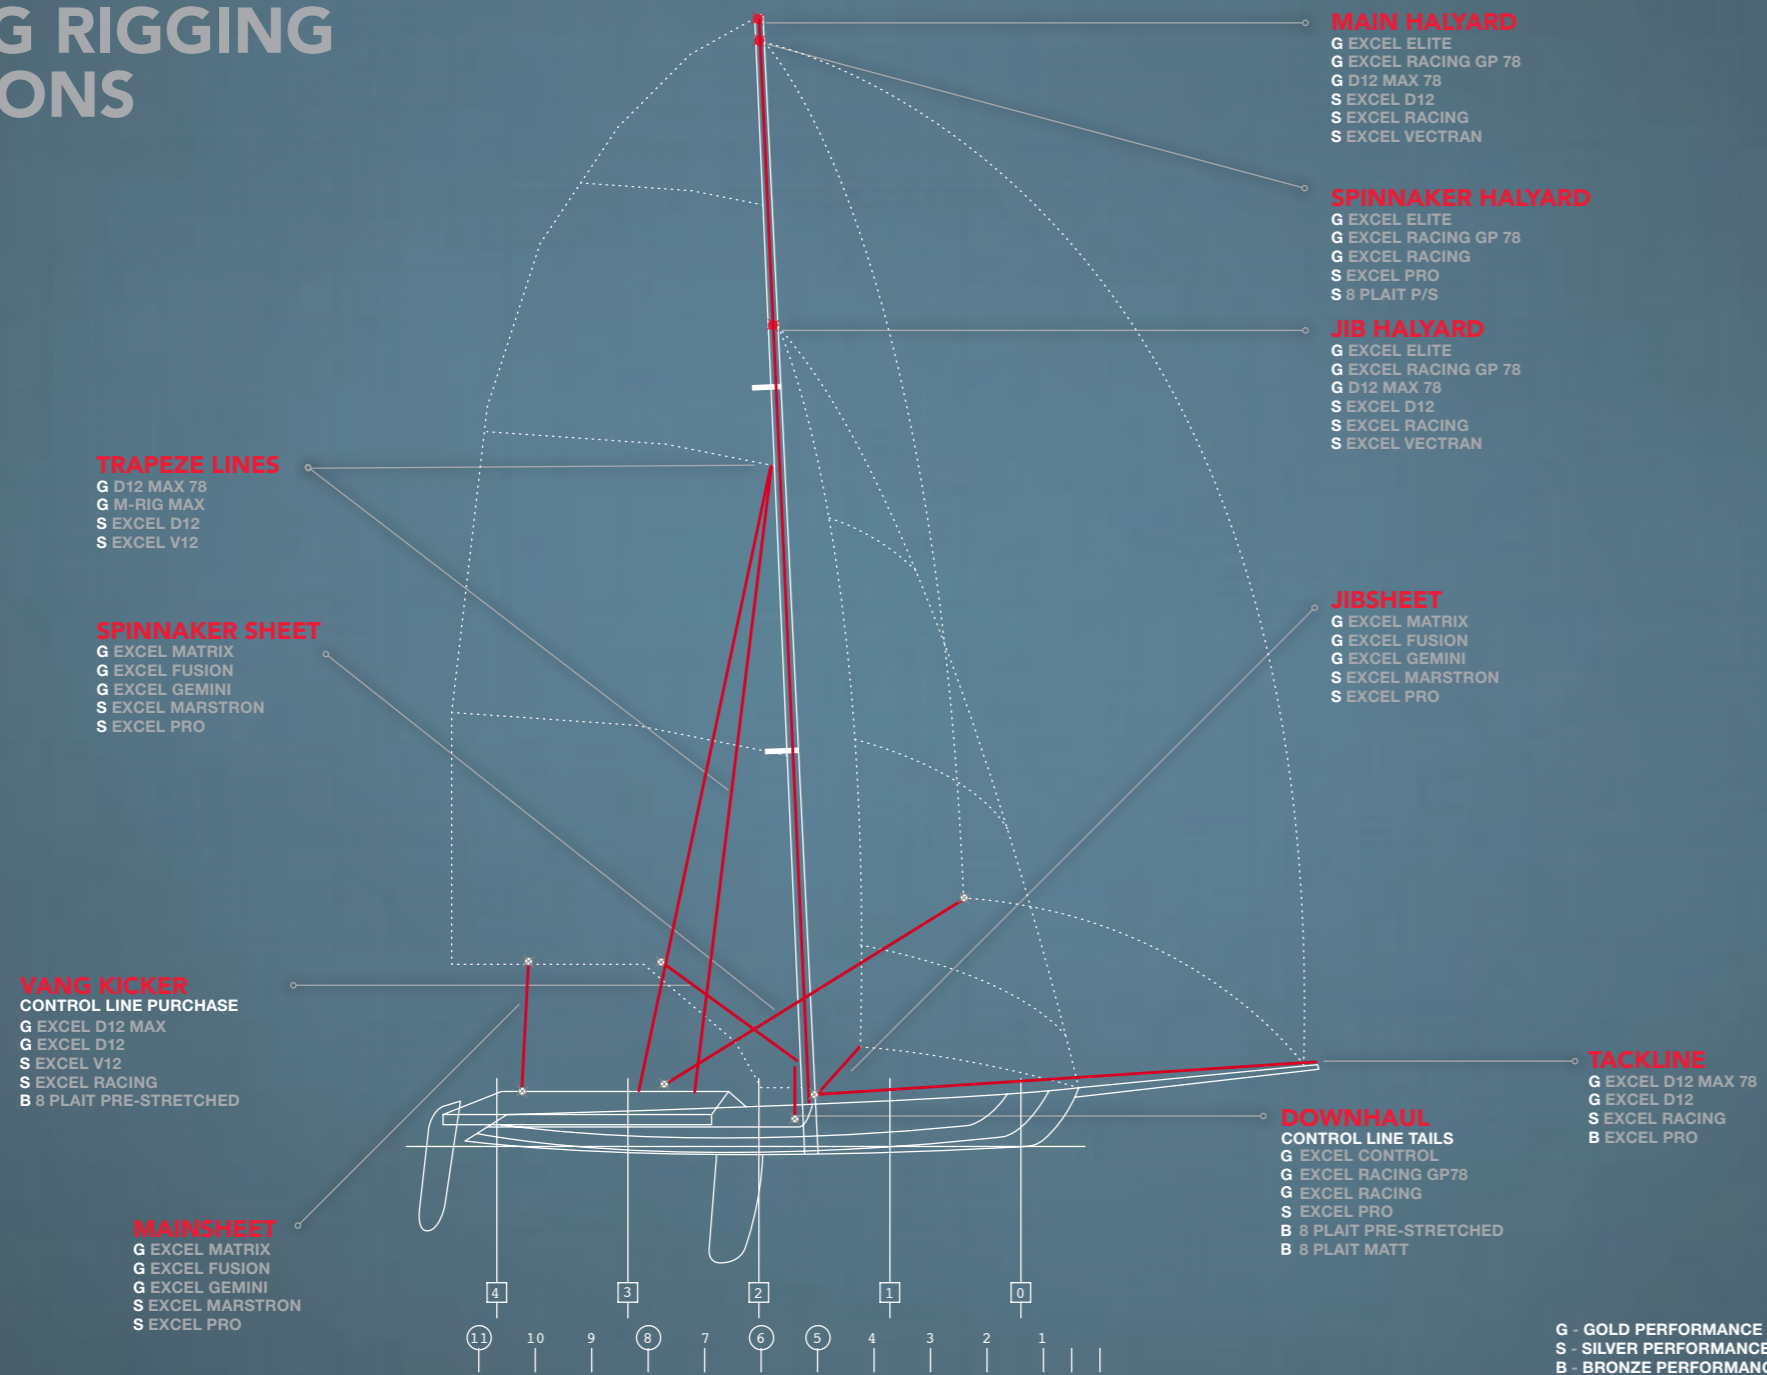 G RIGGING
ONS
MAIN HALYARD
G EXCEL ELITE
G EXCEL RACING GP 78
G D12 MAX 78
S EXCEL D12
S EXCEL RACING
S EXCEL VECTRAN
SPINNAKER HALYARD
G EXCEL ELITE
G EXCEL RACING GP 78
G EXCEL RACING
S EXCEL PRO
S 8 PLAIT P/S
JIB HALYARD
G EXCEL ELITE
G EXCEL RACING GP 78
G D12 MAX 78
S EXCEL D12
S EXCEL RACING
S EXCEL VECTRAN
TRAPEZE LINES
G D12 MAX 78
G M-RIG MAX
S EXCEL D12
S EXCEL V12
SPINNAKER SHEET
G EXCEL MATRIX
G EXCEL FUSION
G EXCEL GEMINI
S EXCEL MARSTRON
S EXCEL PRO
JIBSHEET
G EXCEL MATRIX
G EXCEL FUSION
G EXCEL GEMINI
S EXCEL MARSTRON
S EXCEL PRO
VANG KICKER
CONTROL LINE PURCHASE
G EXCEL D12 MAX
G EXCEL D12
S EXCEL V12
S EXCEL RACING
B 8 PLAIT PRE-STRETCHED
TACKLINE
G EXCEL D12 MAX 78
G EXCEL D12
S EXCEL RACING
B EXCEL PRO
DOWNHAUL
CONTROL LINE TAILS
G EXCEL CONTROL
G EXCEL RACING GP78
G EXCEL RACING
S EXCEL PRO
B 8 PLAIT PRE-STRETCHED
B 8 PLAIT MATT
MAINSHEET
G EXCEL MATRIX
G EXCEL FUSION
G EXCEL GEMINI
S EXCEL MARSTRON
S EXCEL PRO
4 3 2 1 0
11 10 9 8 7 6 5 4 3 2 1
G - GOLD PERFORMANCE
S - SILVER PERFORMANCE
B - BRONZE PERFORMANC